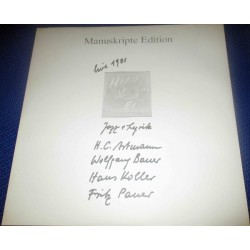 Manuskripte Edition
live 1981
Jazz + Lyrik
H.C. Artmann
Wolfgang Bauer
Hans Koller
Fritz Pauer